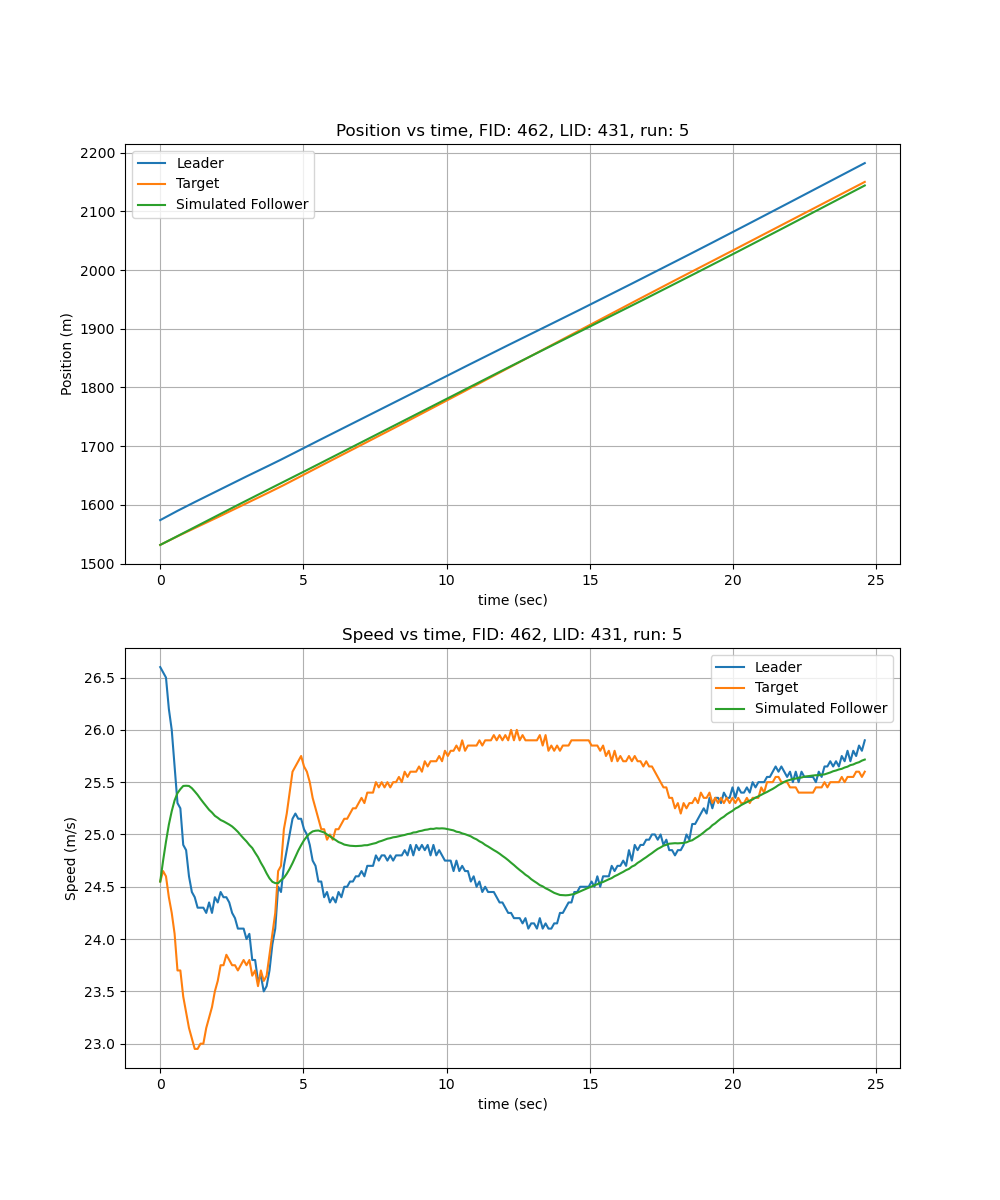 Position vs time, FID: 462, LID: 431, run: 5
Leader
Target
Simulated Follower
2200
2100
2000
1900
1800
1700
1600
1500
Position (m)
0 5 10 15 20 25
time (sec)
Speed vs time, FID: 462, LID: 431, run: 5
Leader
Target
Simulated Follower
26.5
26.0
25.5
25.0
24.5
24.0
23.5
23.0
Speed (m/s)
0 5 10 15 20 25
time (sec)